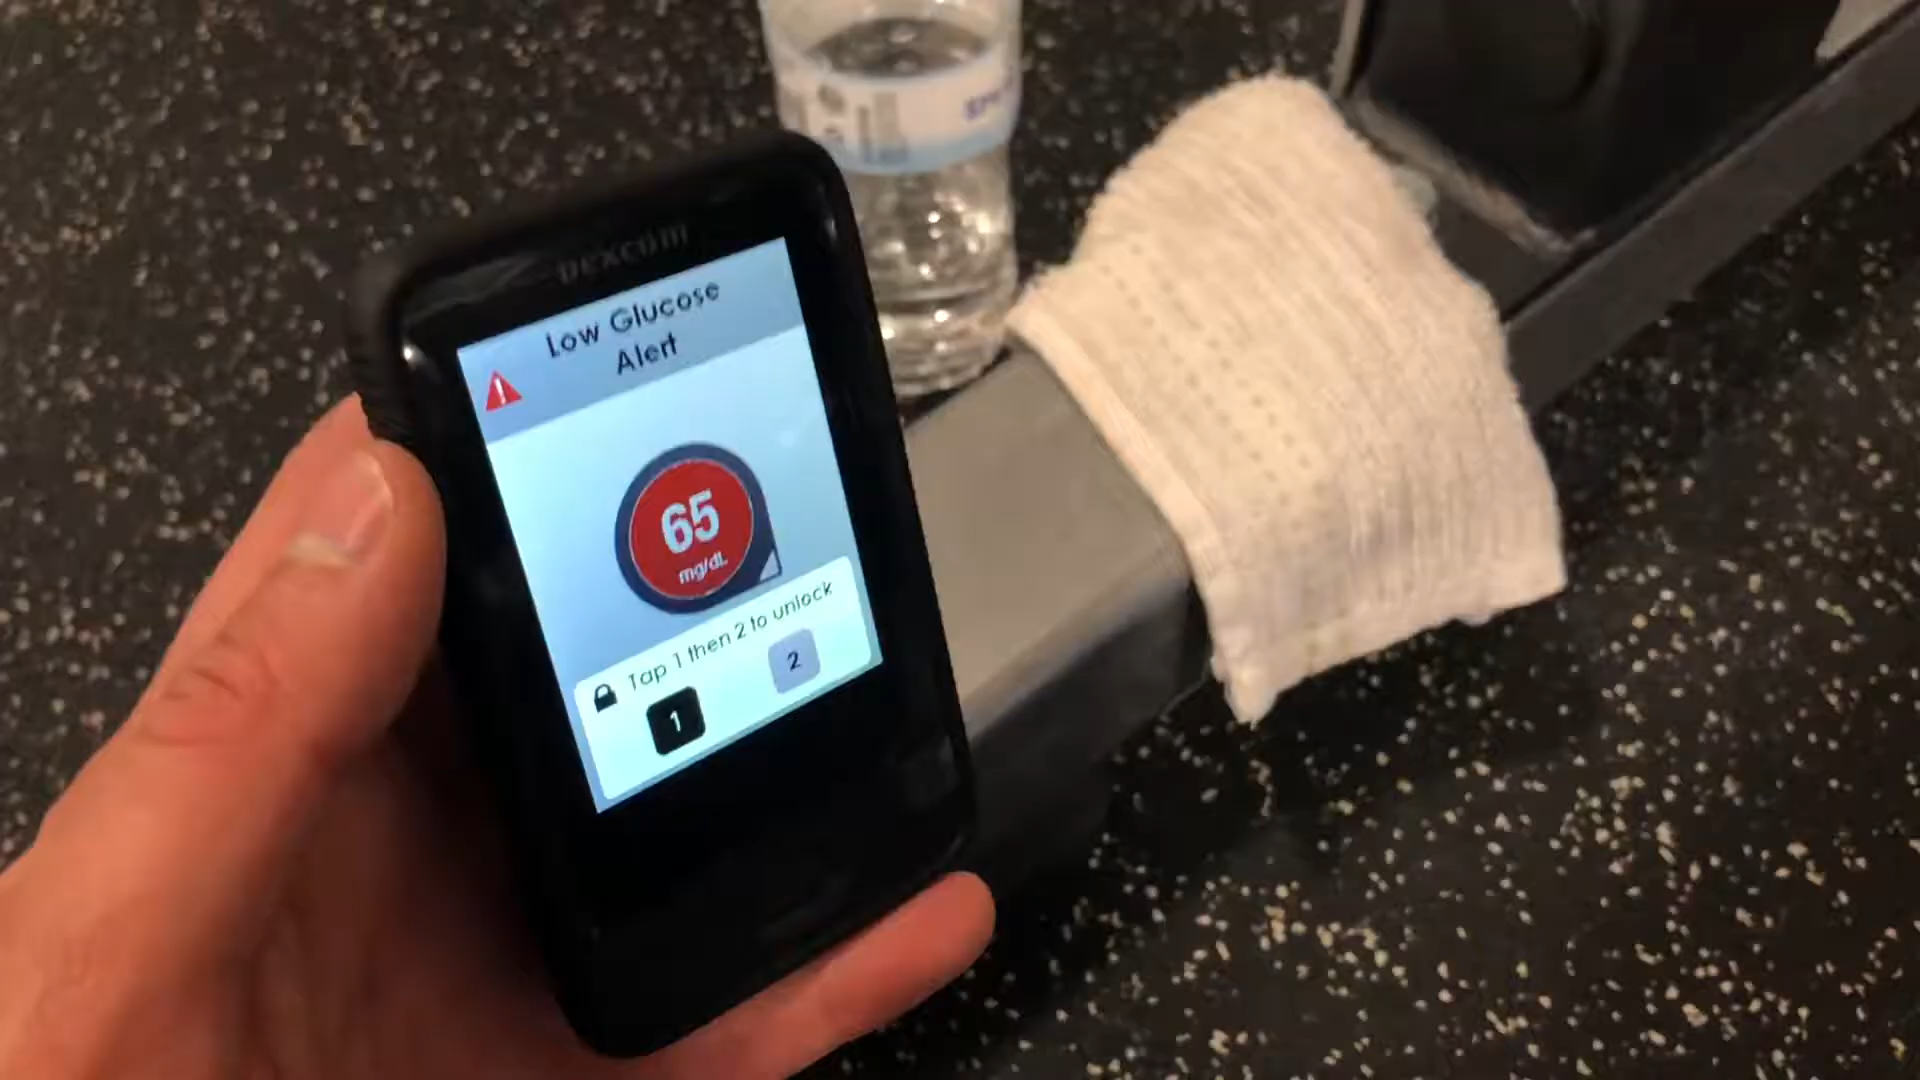 Dexcom
Low Glucose
Alert
65
mg/dL
Tap 1 then 2 to unlock
1
2